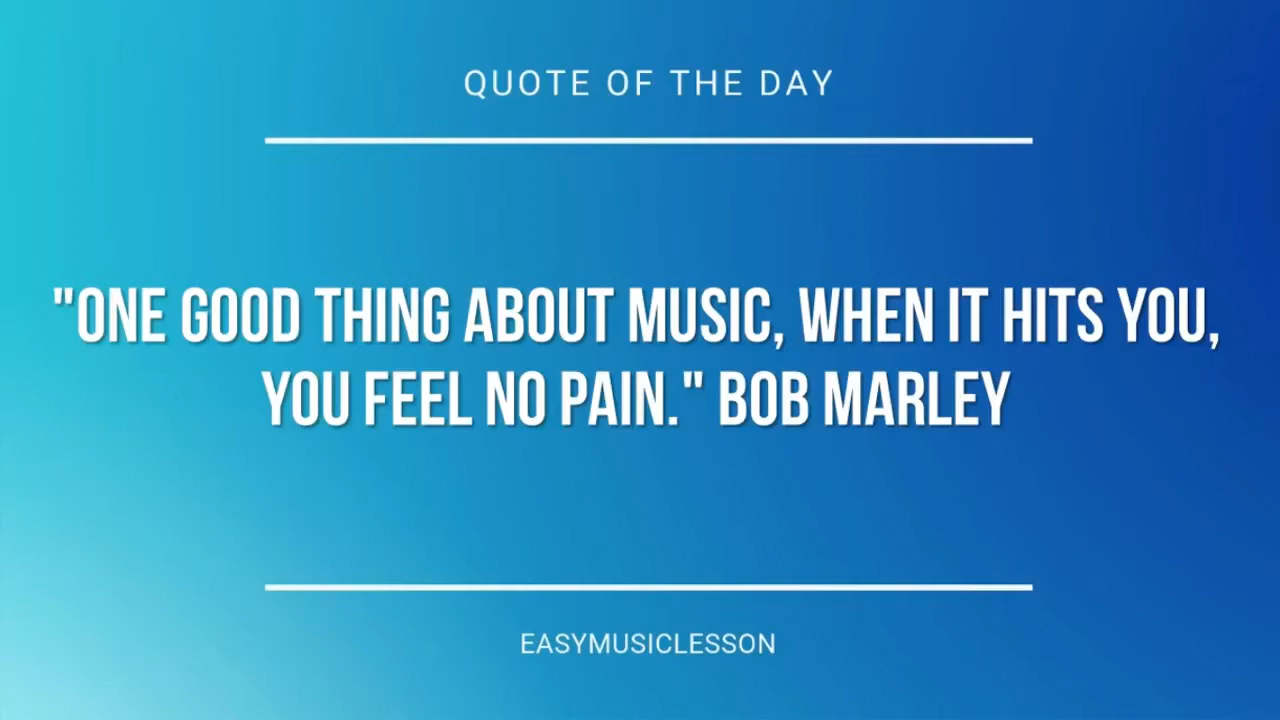 QUOTE OF THE DAY
"ONE GOOD THING ABOUT MUSIC, WHEN IT HITS YOU,
YOU FEEL NO PAIN." BOB MARLEY
EASYMUSICLESSON